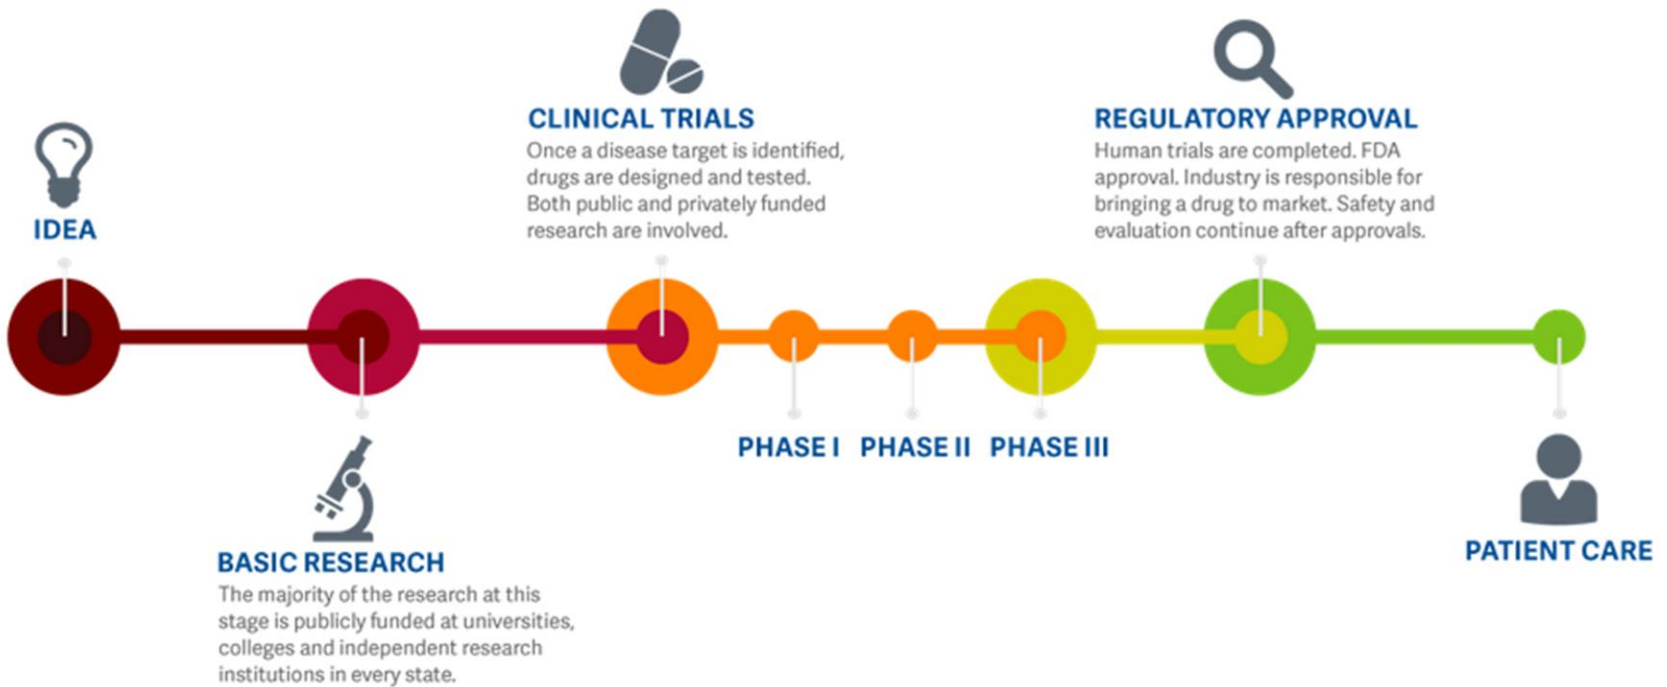 IDEA
BASIC RESEARCH
The majority of the research at this
stage is publicly funded at universities,
colleges and independent research
institutions in every state.
CLINICAL TRIALS
Once a disease target is identified,
drugs are designed and tested.
Both public and privately funded
research are involved.
PHASE I
PHASE II
PHASE III
REGULATORY APPROVAL
Human trials are completed. FDA
approval. Industry is responsible for
bringing a drug to market. Safety and
evaluation continue after approvals.
PATIENT CARE